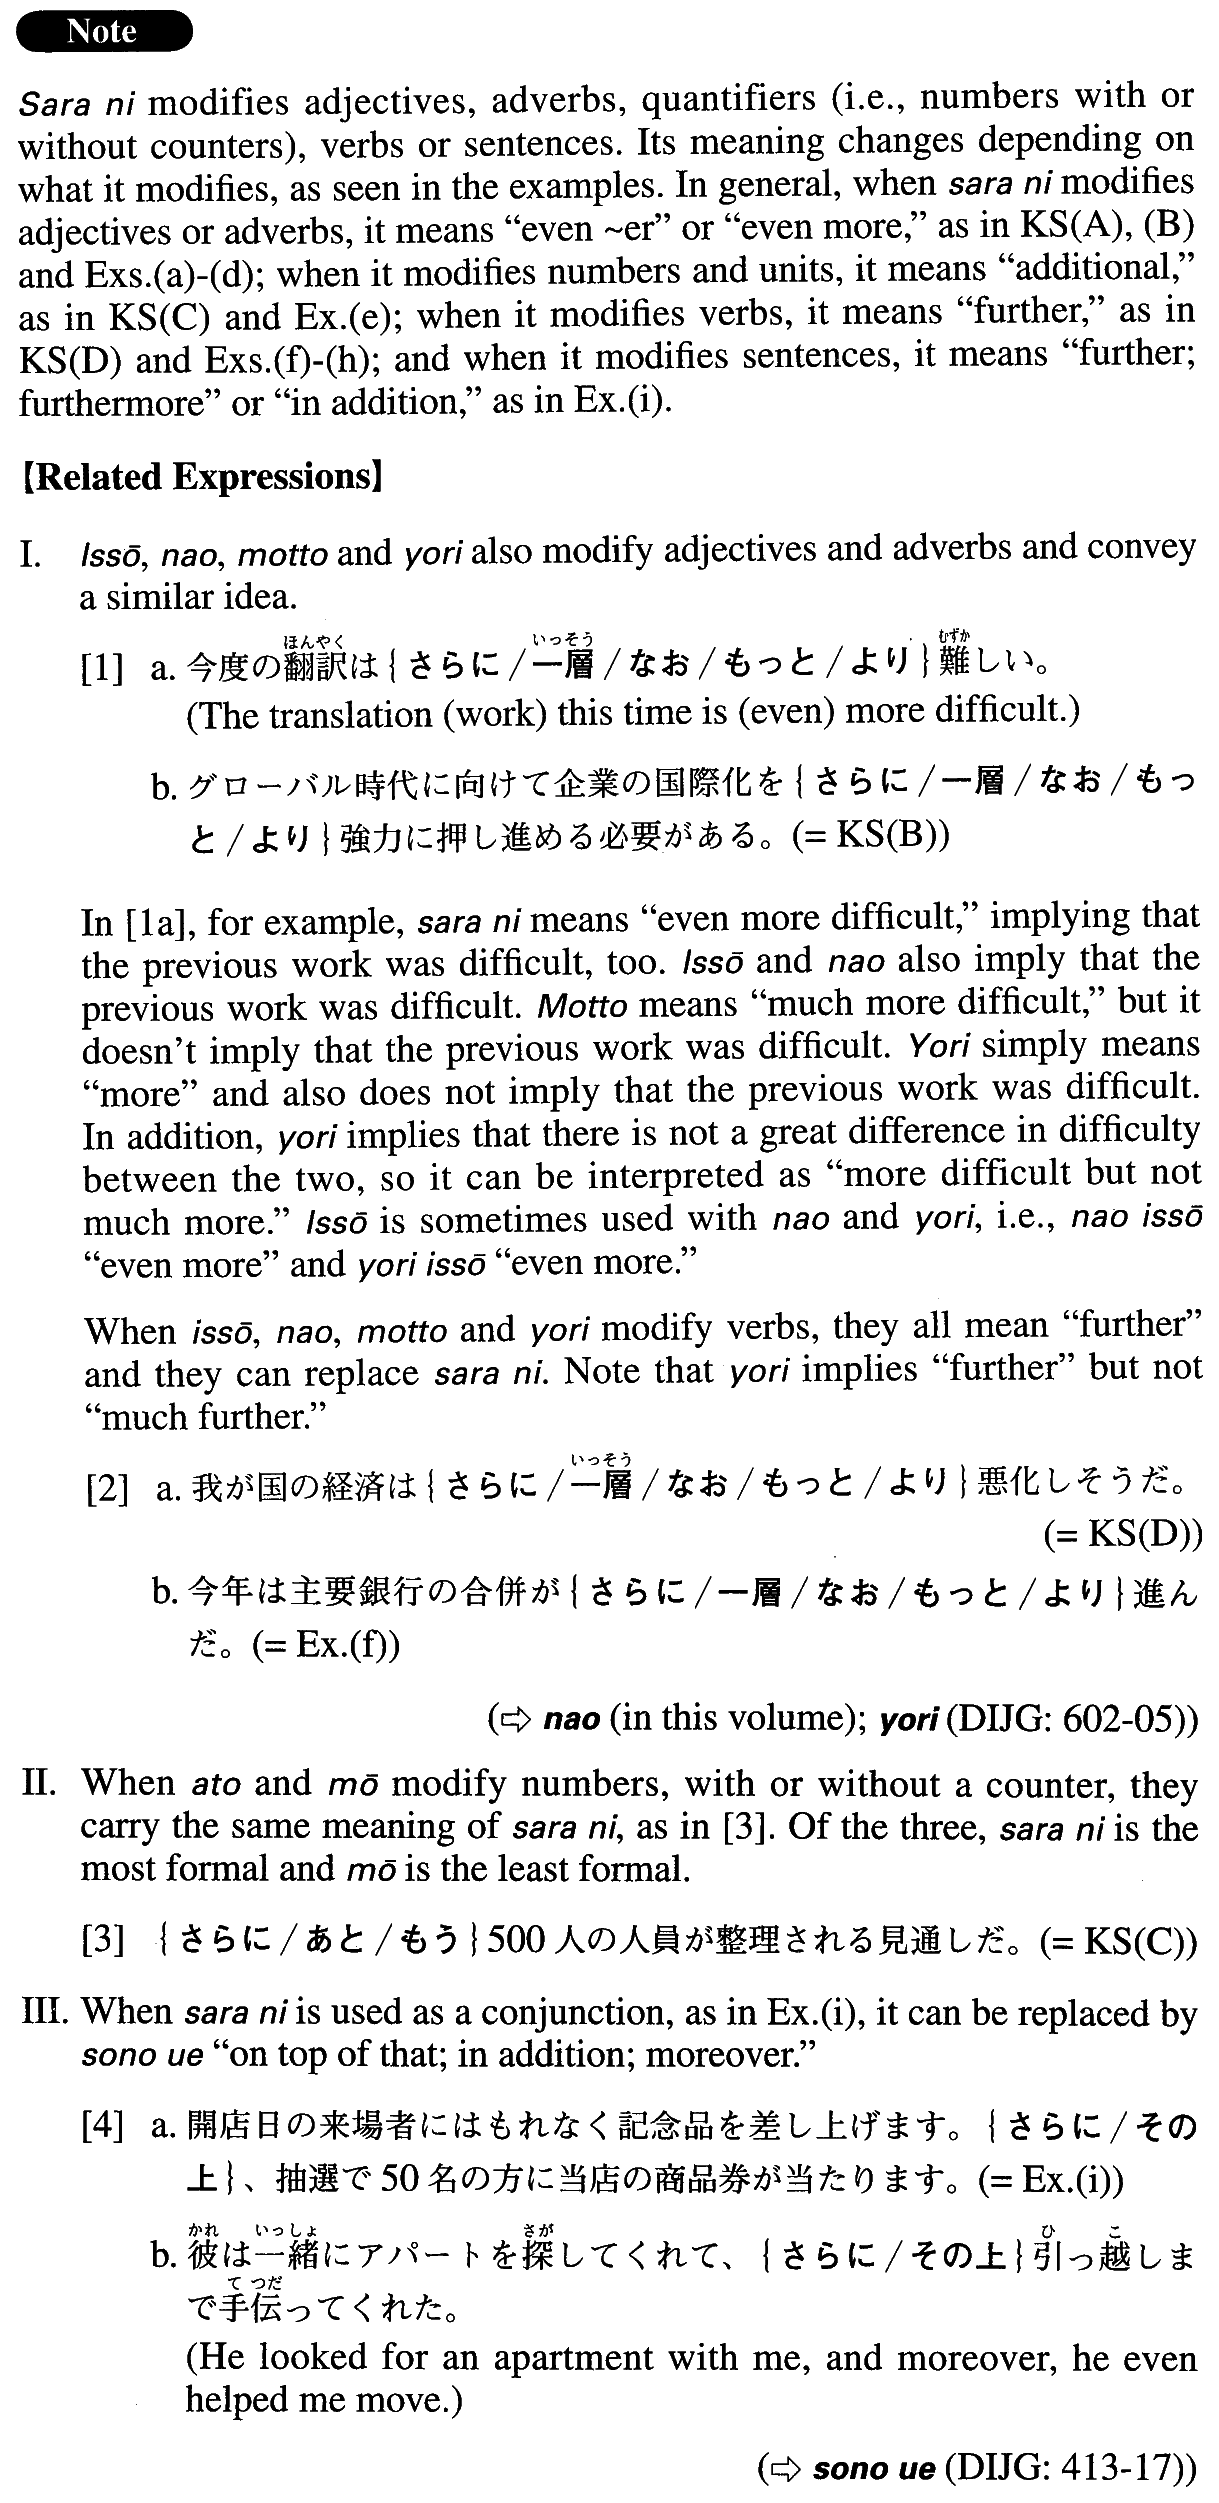 Note
Sara ni modifies adjectives, adverbs, quantifiers (i.e., numbers with or
without counters), verbs or sentences. Its meaning changes depending on
what it modifies, as seen in the examples. In general, when sara ni modifies
adjectives or adverbs, it means “even ~er” or “even more,” as in KS(A), (B)
and Exs.(a)-(d); when it modifies numbers and units, it means “additional,”
as in KS(C) and Ex.(e); when it modifies verbs, it means “further,” as in
KS(D) and Exs.(f)-(h); and when it modifies sentences, it means “further;
furthermore” or “in addition,” as in Ex.(i).
【Related Expressions】
I. Issō, nao, motto and yori also modify adjectives and adverbs and convey
a similar idea.
ほんやく いっそう むずか
[1] a. 今度の翻訳は{さらに/一層/なお/もっと/より}難しい。
(The translation (work) this time is (even) more difficult.)
b. グローバル時代に向けて企業の国際化を{さらに/一層/なお/もっ
と/より}強力に押し進める必要がある。(= KS(B))
In [1a], for example, sara ni means “even more difficult,” implying that
the previous work was difficult, too. Issō and nao also imply that the
previous work was difficult. Motto means “much more difficult,” but it
doesn’t imply that the previous work was difficult. Yori simply means
“more” and also does not imply that the previous work was difficult.
In addition, yori implies that there is not a great difference in difficulty
between the two, so it can be interpreted as “more difficult but not
much more.” Issō is sometimes used with nao and yori, i.e., nao issō
“even more” and yori issō “even more.”
When issō, nao, motto and yori modify verbs, they all mean “further”
and they can replace sara ni. Note that yori implies “further” but not
“much further.”
いっそう
[2] a. 我が国の経済は{さらに/一層/なお/もっと/より}悪化しそうだ。
(= KS(D))
b. 今年は主要銀行の合併が{さらに/一層/なお/もっと/より}進ん
だ。(= Ex.(f))
(⇨ nao (in this volume); yori (DIJG: 602-05))
II. When ato and mō modify numbers, with or without a counter, they
carry the same meaning of sara ni, as in [3]. Of the three, sara ni is the
most formal and mō is the least formal.
[3] {さらに/あと/もう}500人の人員が整理される見通しだ。(= KS(C))
III. When sara ni is used as a conjunction, as in Ex.(i), it can be replaced by
sono ue “on top of that; in addition; moreover.”
[4] a. 開店日の来場者にはもれなく記念品を差し上げます。{さらに/その
上}、抽選で50名の方に当店の商品券が当たります。(= Ex.(i))
かれ いっしょ さが ひ こ
b. 彼は一緒にアパートを探してくれて、{さらに/その上}引っ越しま
てつだ
で手伝ってくれた。
(He looked for an apartment with me, and moreover, he even
helped me move.)
(⇨ sono ue (DIJG: 413-17))